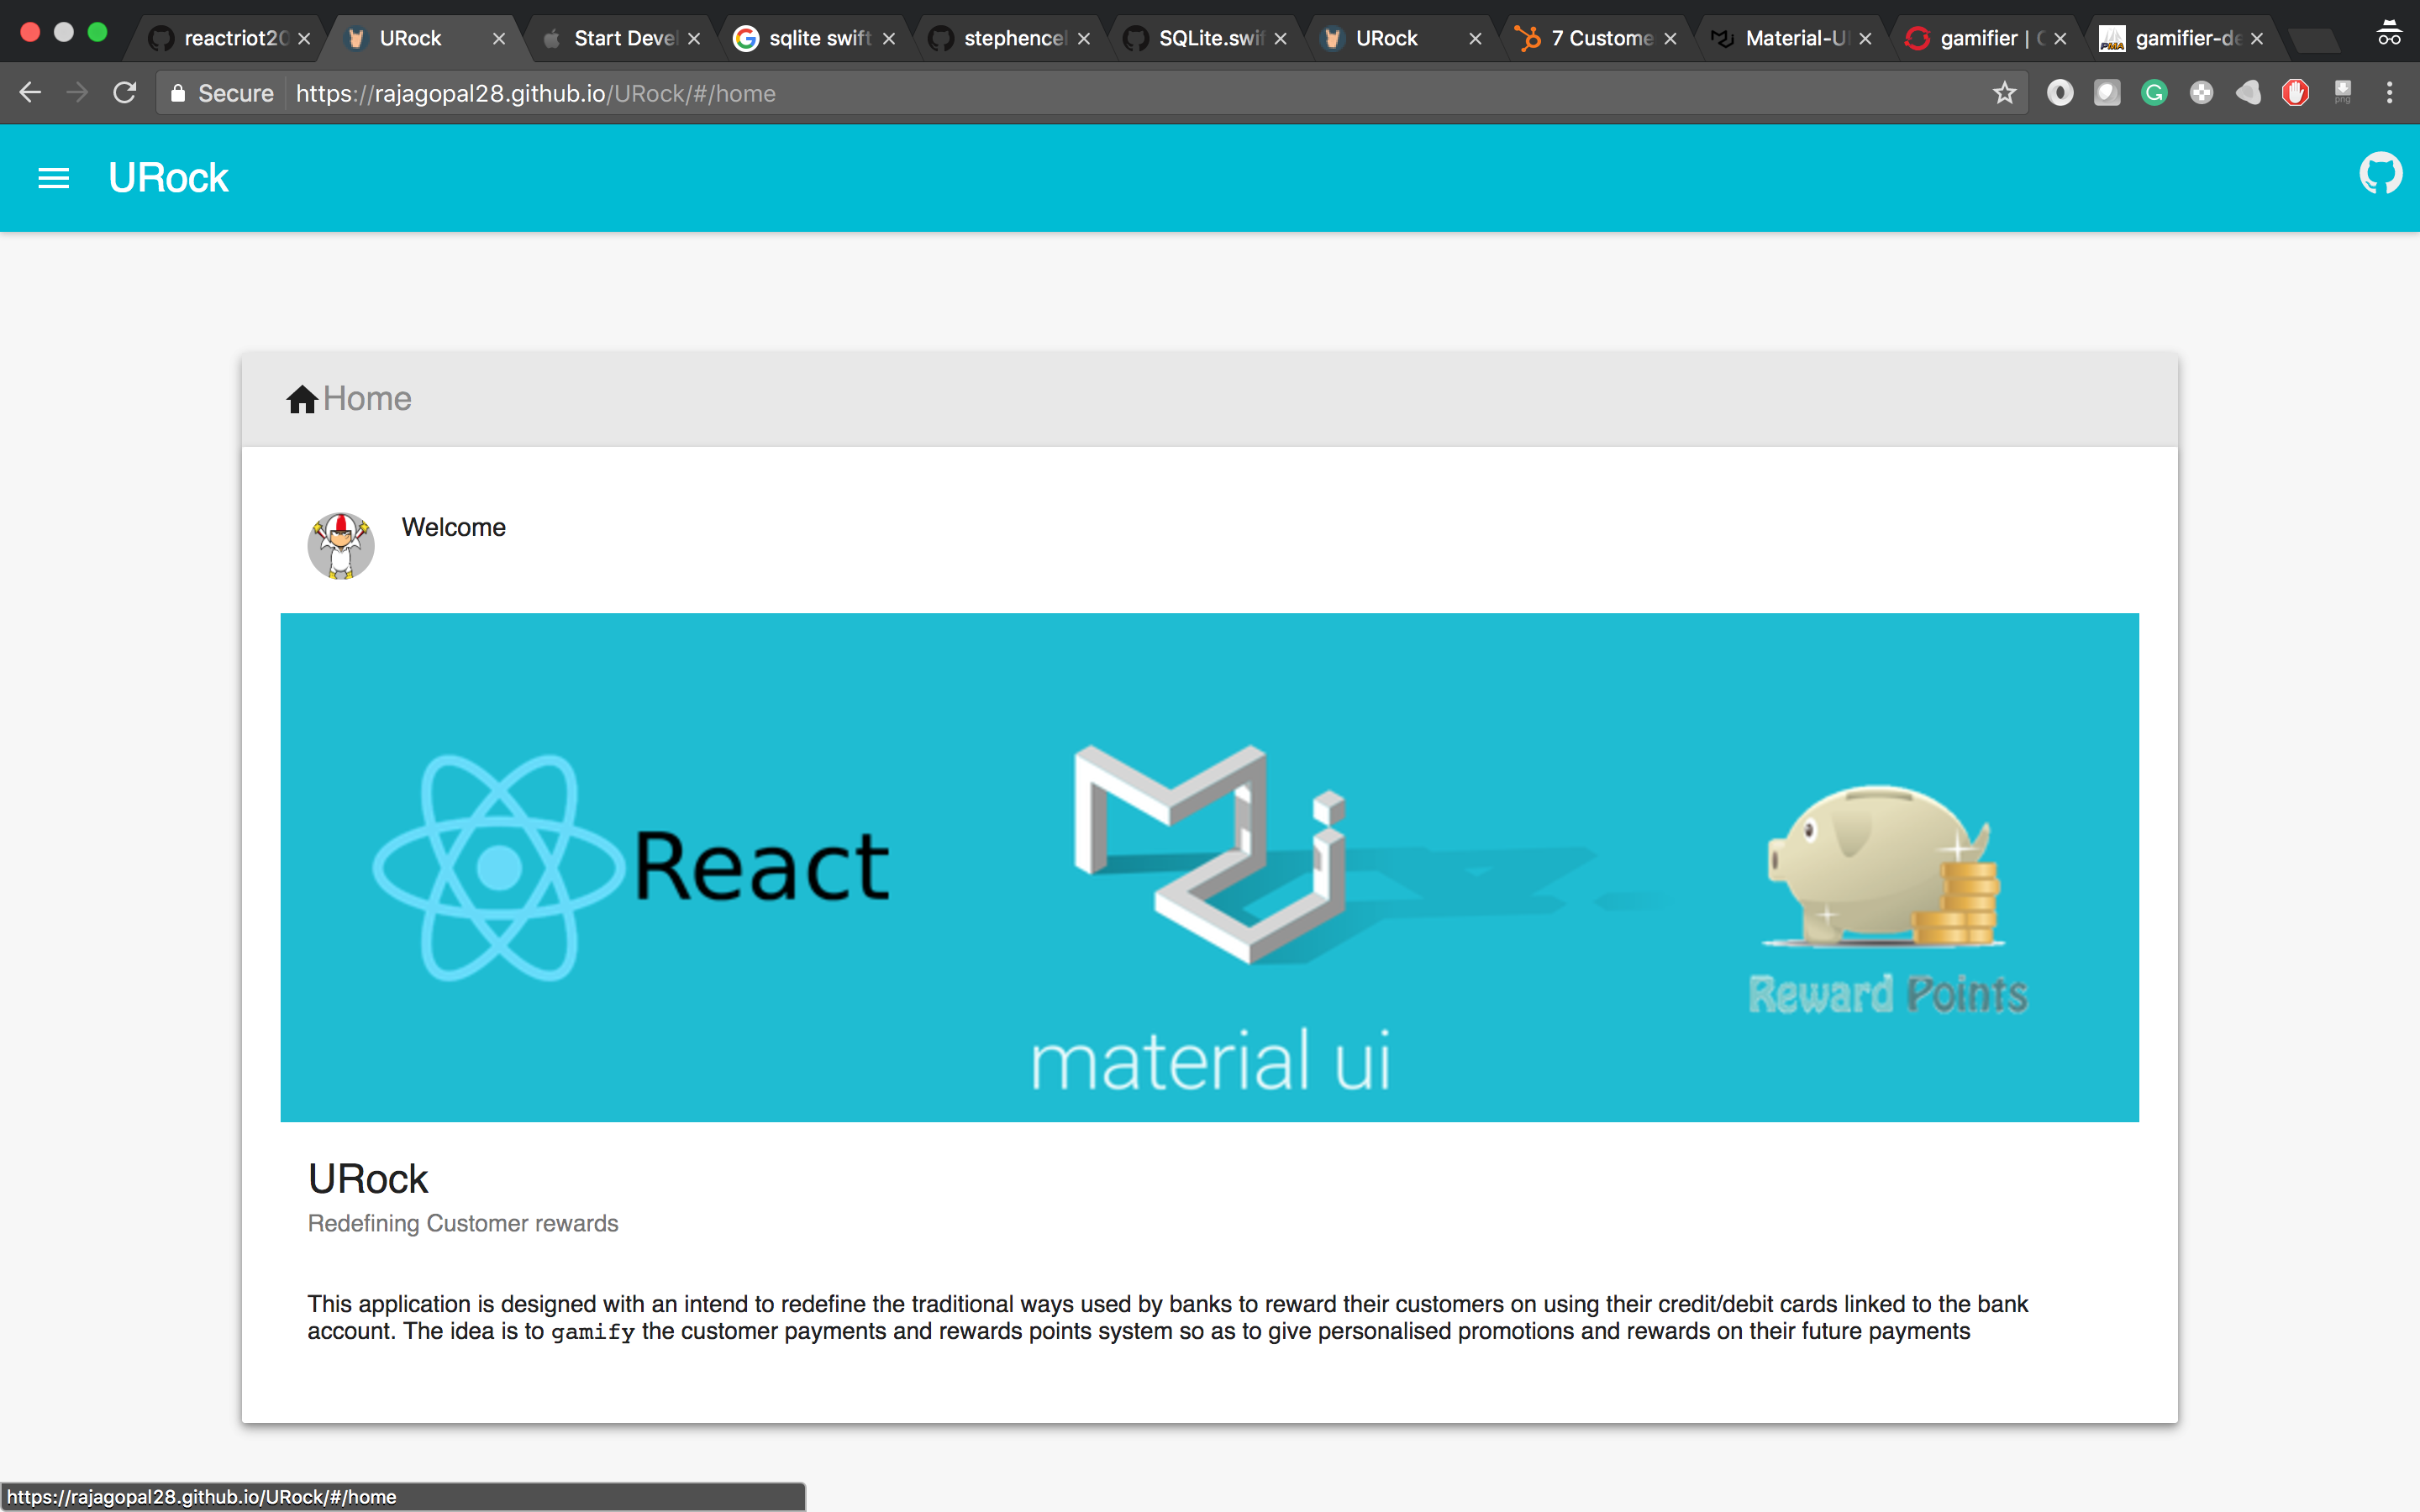 reactriot20
URock
Start Devel
sqlite swift
stephencel
SQLite.swif
URock
7 Custome
Material-UI
gamifier | 
gamifier-de
Secure
https://rajagopal28.github.io/URock/#/home
png
URock
Home
Welcome
React
material ui
Reward Points
URock
Redefining Customer rewards
This application is designed with an intend to redefine the traditional ways used by banks to reward their customers on using their credit/debit cards linked to the bank
account. The idea is to gamify the customer payments and rewards points system so as to give personalised promotions and rewards on their future payments
https://rajagopal28.github.io/URock/#/home